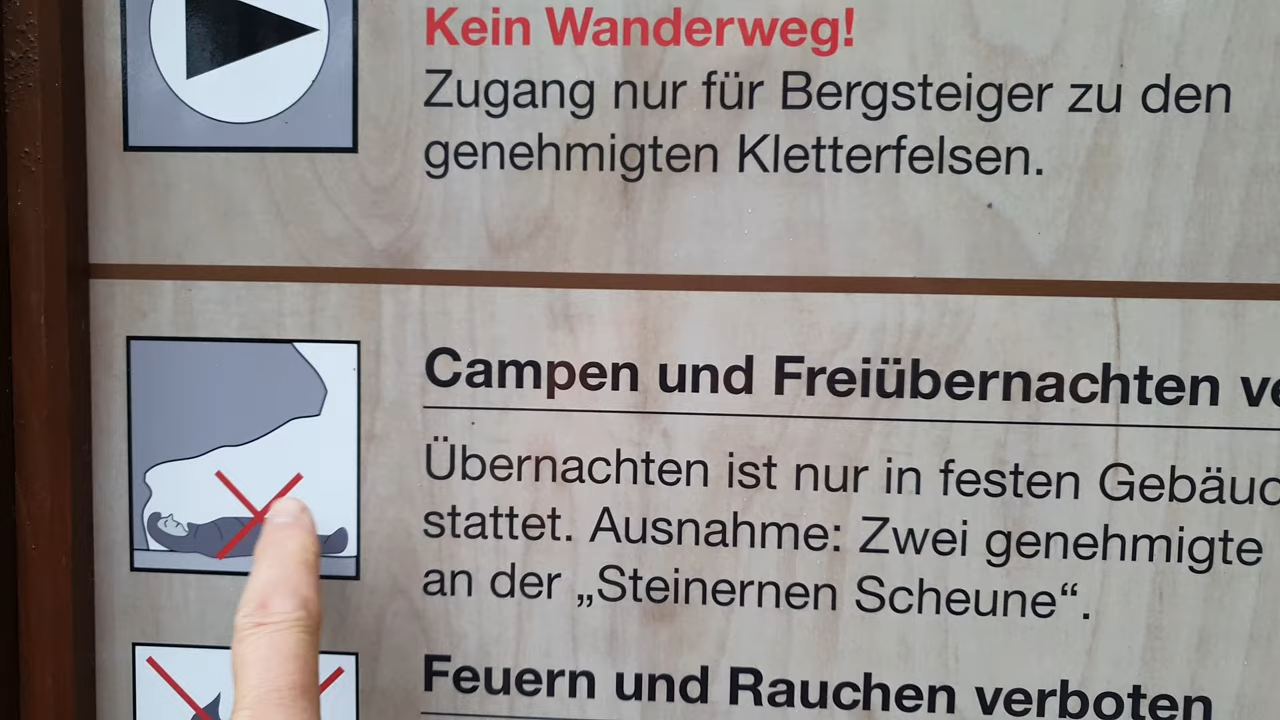 Kein Wanderweg!
Zugang nur für Bergsteiger zu den
genehmigten Kletterfelsen.
Campen und Freiübernachten
Übernachten ist nur in festen
stattet. Ausnahme: Zwei genehmigte
an der „Steinernen Scheune“.
Feuern und Rauchen verboten